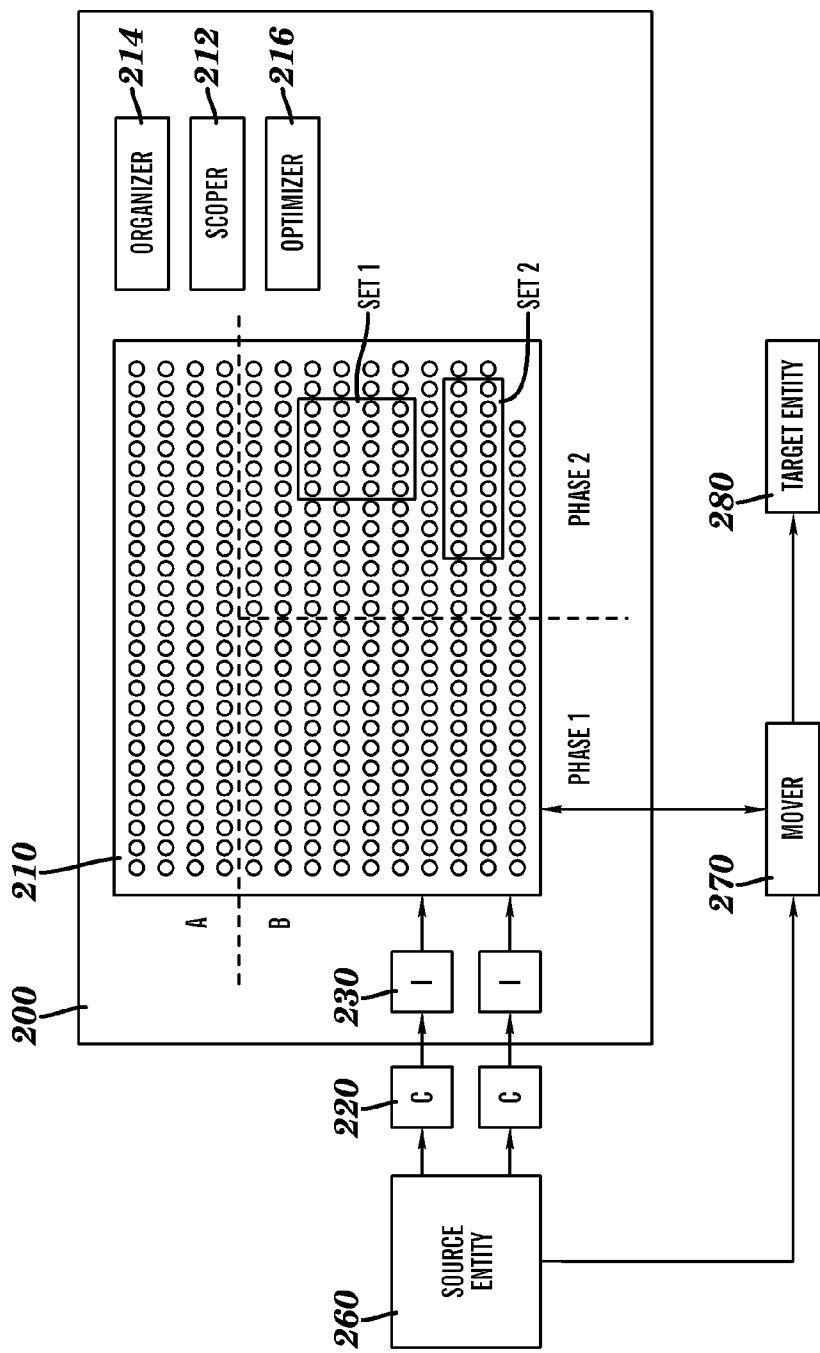 200
210
A
B
ORGANIZER
214
SCOPER
212
OPTIMIZER
216
SET 1
SET 2
PHASE 1
PHASE 2
230
I
I
220
C
C
260
SOURCE
ENTITY
270
MOVER
280
TARGET ENTITY